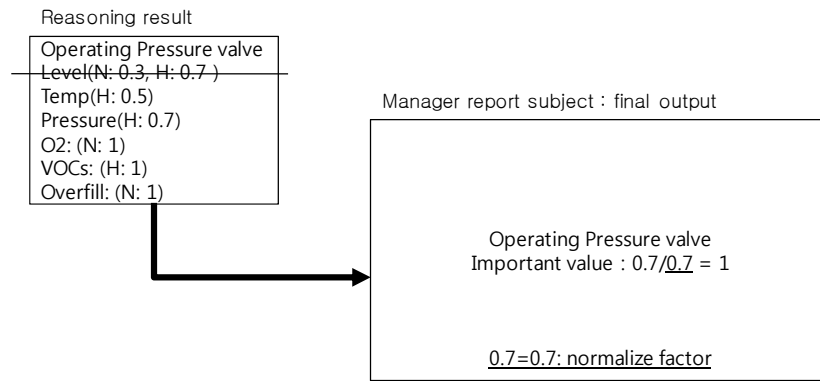 Reasoning result
Operating Pressure valve
Level(N: 0.3, H: 0.7 )
Temp(H: 0.5)
Pressure(H: 0.7)
O2: (N: 1)
VOCs: (H: 1)
Overfill: (N: 1)
Manager report subject : final output
Operating Pressure valve
Important value : 0.7/0.7 = 1
0.7=0.7: normalize factor